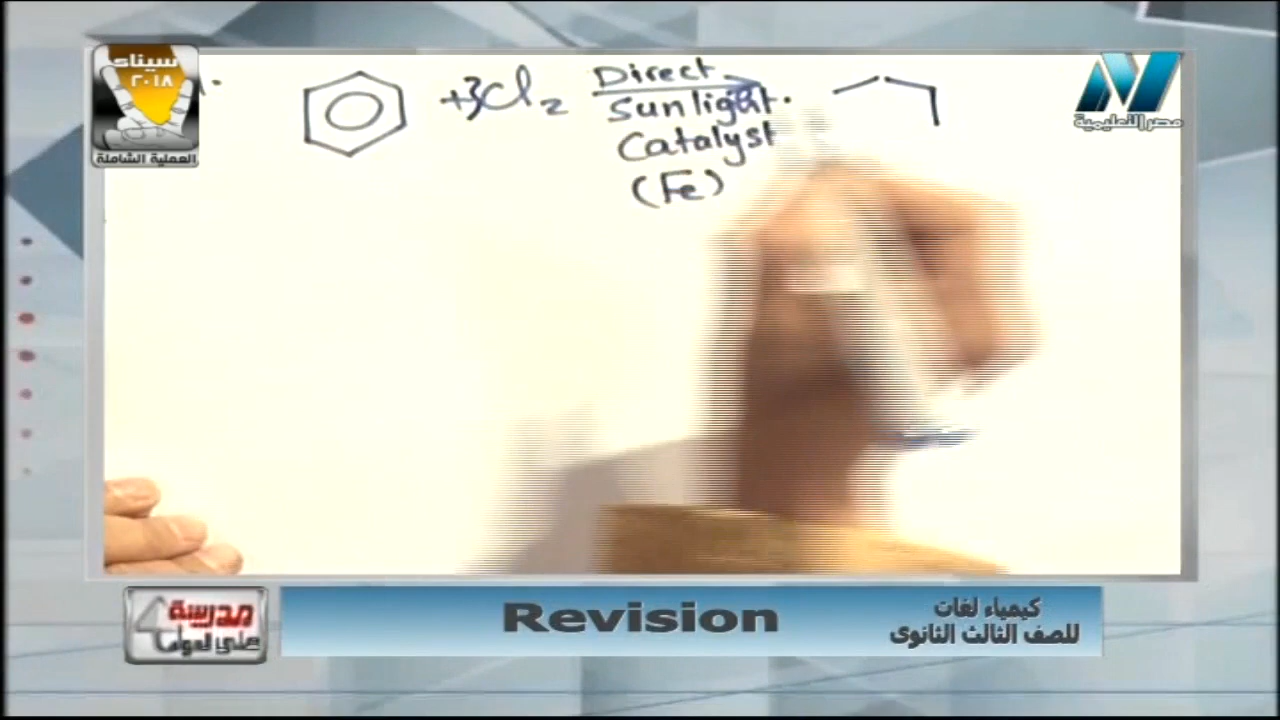 سيناء
٢٠١٨
العملية الشاملة
مصر التعليمية
+3Cl2
Direct
Sunlight.
Catalyst
(Fe)
Revision
كيمياء لغات
للصف الثالث الثانوى
مدرسة
على الهواء